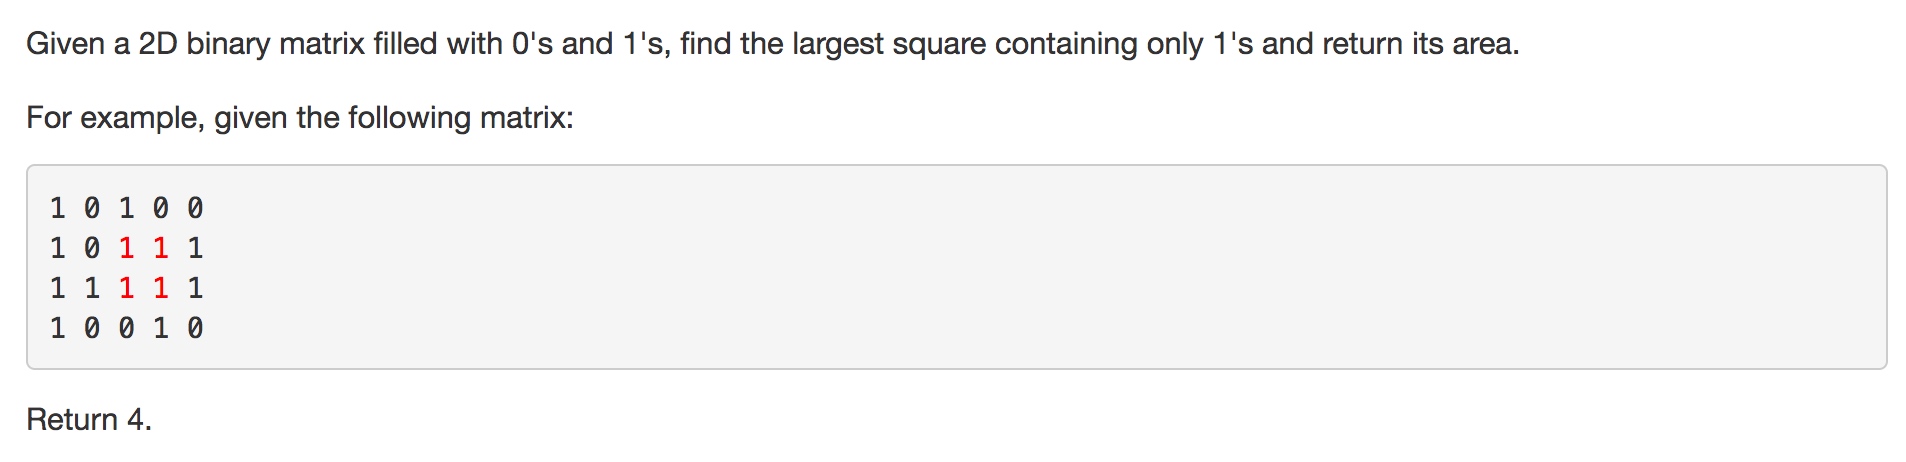 Given a 2D binary matrix filled with 0's and 1's, find the largest square containing only 1's and return its area.
For example, given the following matrix:
1 0 1 0 0
1 0 1 1 1
1 1 1 1 1
1 0 0 1 0
Return 4.